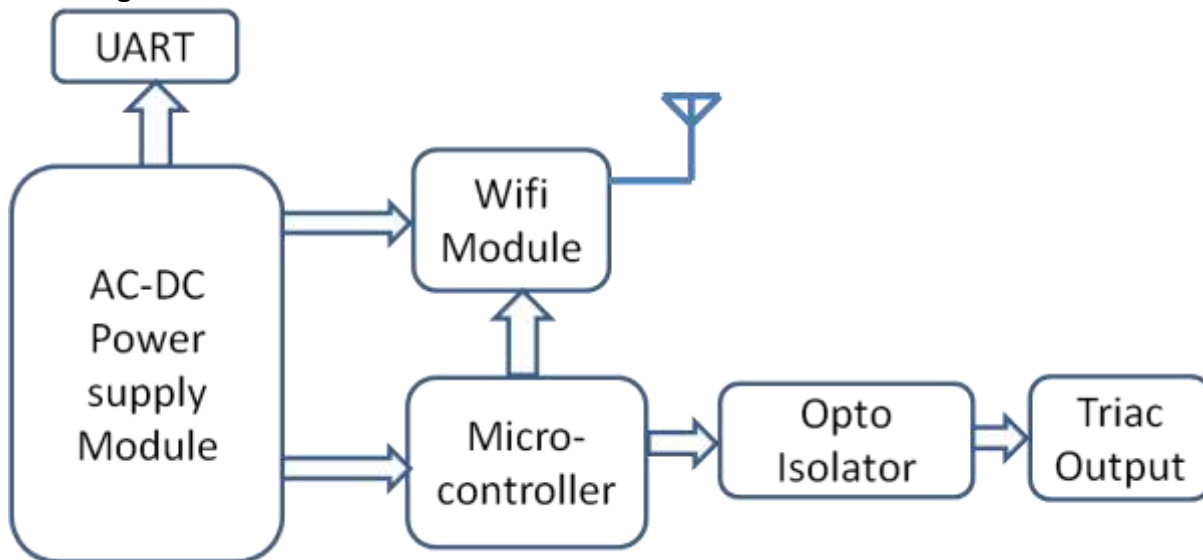 UART
Wifi
Module
AC-DC
Power
supply
Module
Micro-
controller
Opto
Isolator
Triac
Output